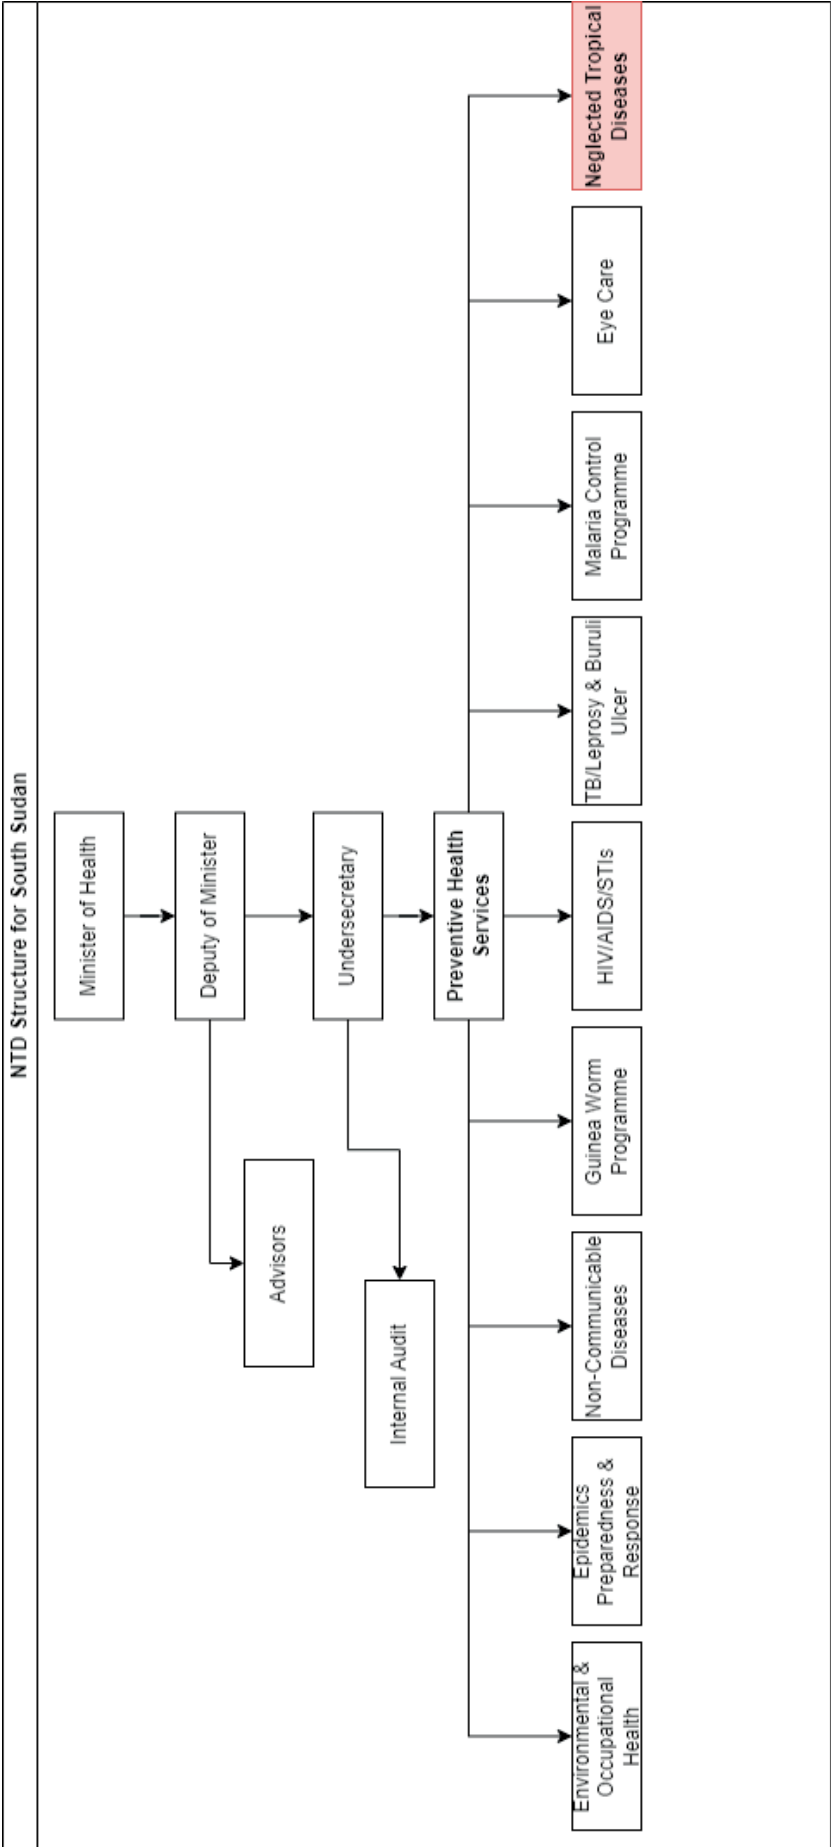 NTD Structure for South Sudan
Minister of Health
Deputy of Minister
Advisors
Undersecretary
Internal Audit
Preventive Health
Services
Environmental &
Occupational
Health
Epidemics
Preparedness &
Response
Non-Communicable
Diseases
Guinea Worm
Programme
HIV/AIDS/STIs
TB/Leprosy & Buruli
Ulcer
Malaria Control
Programme
Eye Care
Neglected Tropical
Diseases